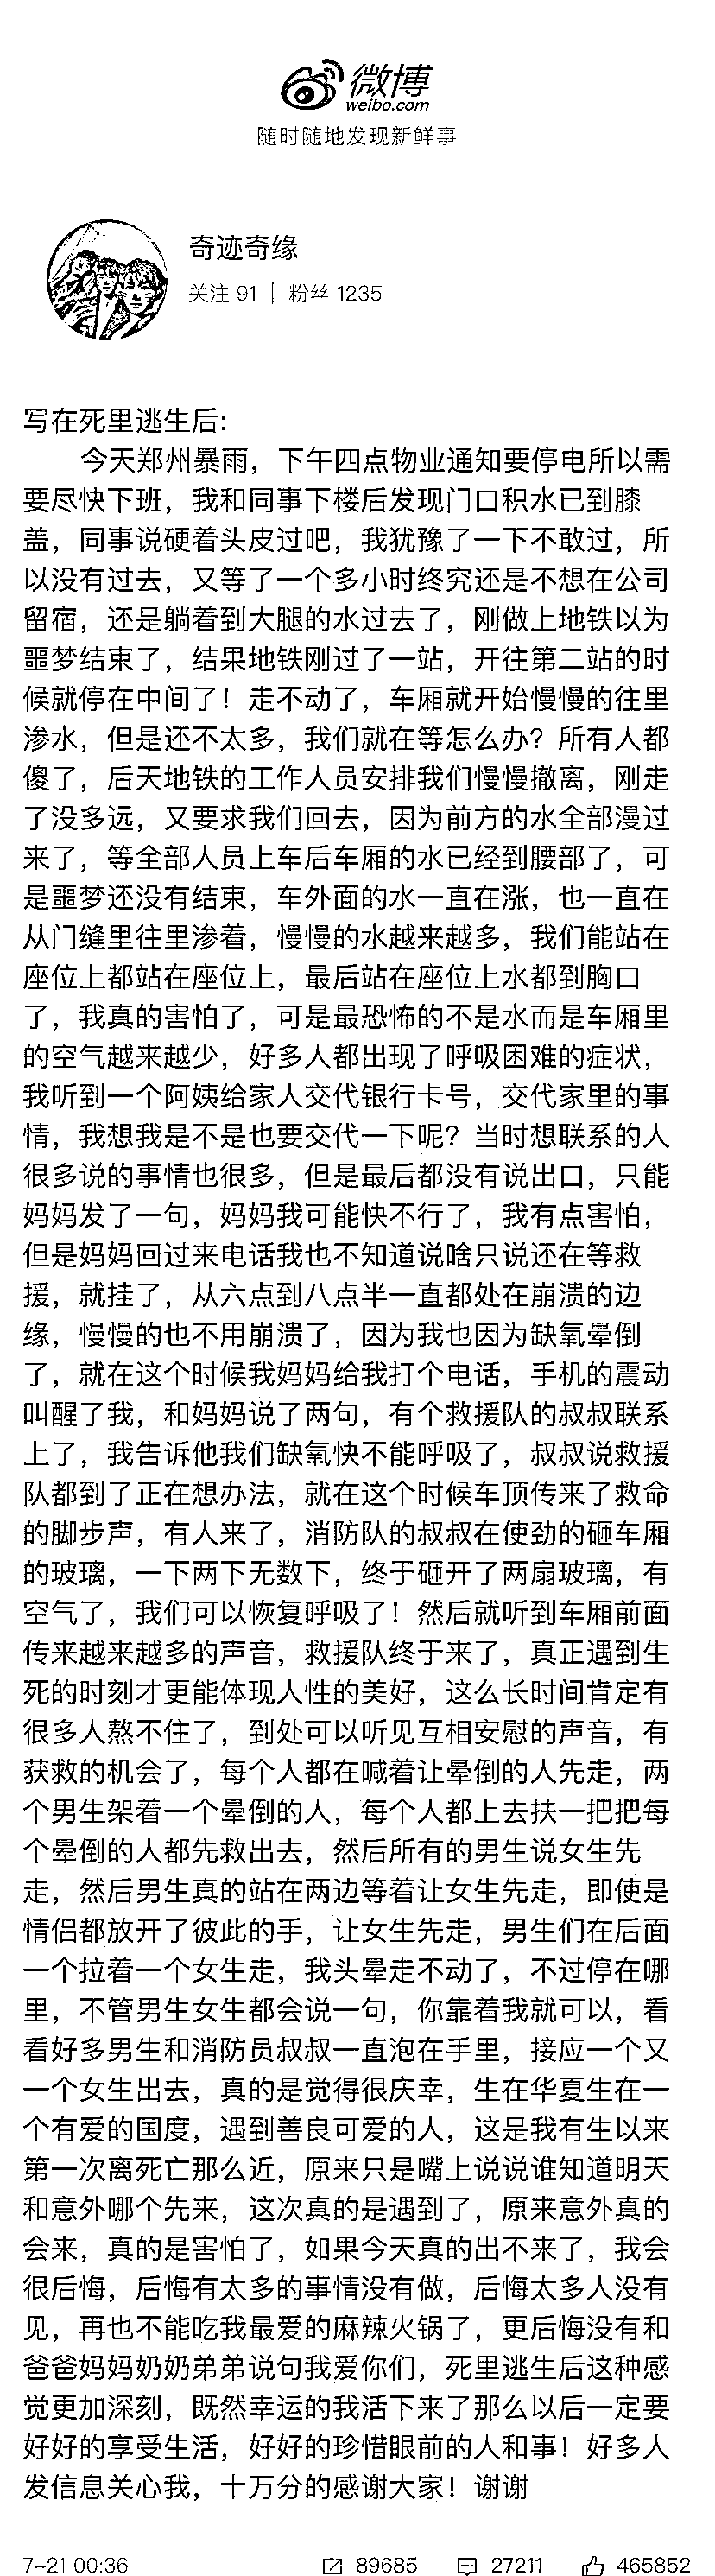 微博
weibo.com
随时随地发现新鲜事
奇迹奇缘
关注 91 | 粉丝 1235
写在死里逃生后:
今天郑州暴雨，下午四点物业通知要停电所以需
要尽快下班，我和同事下楼后发现门口积水已到膝
盖，同事说硬着头皮过吧，我犹豫了一下不敢过，所
以没有过去，又等了一个多小时终究还是不想在公司
留宿，还是躺着到大腿的水过去了，刚做上地铁以为
噩梦结束了，结果地铁刚过了一站，开往第二站的时
候就停在中间了！走不动了，车厢就开始慢慢的往里
渗水，但是还不太多，我们就在等怎么办？所有人都
傻了，后天地铁的工作人员安排我们慢慢撤离，刚走
了没多远，又要求我们回去，因为前方的水全部漫过
来了，等全部人员上车后车厢的水已经到腰部了，可
是噩梦还没有结束，车外面的水一直在涨，也一直在
从门缝里往里渗着，慢慢的水越来越多，我们能站在
座位上都站在座位上，最后站在座位上水都到胸口
了，我真的害怕了，可是最恐怖的不是水而是车厢里
的空气越来越少，好多人都出现了呼吸困难的症状，
我听到一个阿姨给家人交代银行卡号，交代家里的事
情，我想我是不是也要交代一下呢？当时想联系的人
很多说的事情也很多，但是最后都没有说出口，只能
妈妈发了一句，妈妈我可能快不行了，我有点害怕，
但是妈妈回过来电话我也不知道说啥只说还在等救
援，就挂了，从六点到八点半一直都处在崩溃的边
缘，慢慢的也不用崩溃了，因为我也因为缺氧晕倒
了，就在这个时候我妈妈给我打个电话，手机的震动
叫醒了我，和妈妈说了两句，有个救援队的叔叔联系
上了，我告诉他我们缺氧快不能呼吸了，叔叔说救援
队都到了正在想办法，就在这个时候车顶传来了救命
的脚步声，有人来了，消防队的叔叔在使劲的砸车厢
的玻璃，一下两下无数下，终于砸开了两扇玻璃，有
空气了，我们可以恢复呼吸了！然后就听到车厢前面
传来越来越多的声音，救援队终于来了，真正遇到生
死的时刻才更能体现人性的美好，这么长时间肯定有
很多人熬不住了，到处可以听见互相安慰的声音，有
获救的机会了，每个人都在喊着让晕倒的人先走，两
个男生架着一个晕倒的人，每个人都上去扶一把把每
个晕倒的人都先救出去，然后所有的男生说女生先
走，然后男生真的站在两边等着让女生先走，即使是
情侣都放开了彼此的手，让女生先走，男生们在后面
一个拉着一个女生走，我头晕走不动了，不过停在哪
里，不管男生女生都会说一句，你靠着我就可以，看
看好多男生和消防员叔叔一直泡在手里，接应一个又
一个女生出去，真的是觉得很庆幸，生在华夏生在一
个有爱的国度，遇到善良可爱的人，这是我有生以来
第一次离死亡那么近，原来只是嘴上说说谁知道明天
和意外哪个先来，这次真的是遇到了，原来意外真的
会来，真的是害怕了，如果今天真的出不来了，我会
很后悔，后悔有太多的事情没有做，后悔太多人没有
见，再也不能吃我最爱的麻辣火锅了，更后悔没有和
爸爸妈妈奶奶弟弟说句我爱你们，死里逃生后这种感
觉更加深刻，既然幸运的我活下来了那么以后一定要
好好的享受生活，好好的珍惜眼前的人和事！好多人
发信息关心我，十万分的感谢大家！谢谢
7-21 00:36 89685 27211 465852